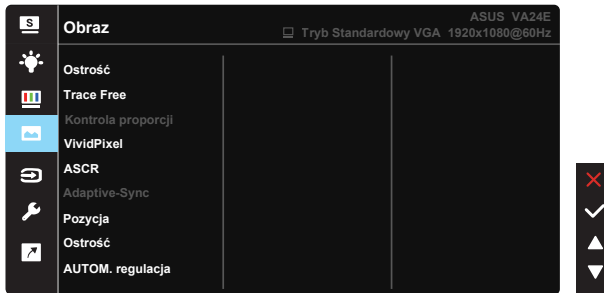 S
Obraz
ASUS VA24E
Tryb Standardowy VGA 1920x1080@60Hz
Ostrość
Trace Free
Kontrola proporcji
VividPixel
ASCR
Adaptive-Sync
Pozycja
Ostrość
AUTOM. regulacja